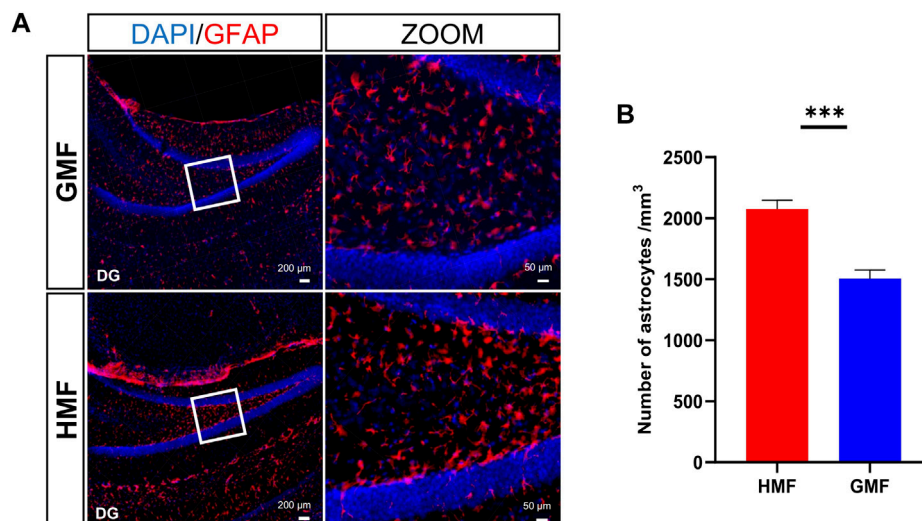 A
DAPI/GFAP
ZOOM
GMF
DG
200 µm
50 µm
HMF
DG
200 µm
50 µm
B
***
Number of astrocytes /mm³
2500
2000
1500
1000
500
0
HMF
GMF